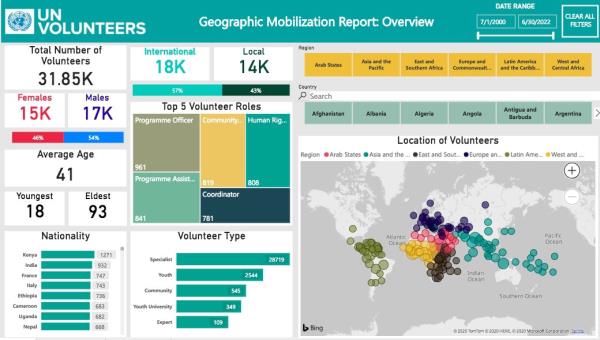 UN
VOLUNTEERS
Geographic Mobilization Report: Overview
DATE RANGE
7/1/2000
6/30/2022
CLEAR ALL
FILTERS
Total Number of
Volunteers
31.85K
Females
Males
15K
17K
46%
54%
Average Age
41
Youngest
Eldest
18
93
International
Local
18K
14K
57%
43%
Top 5 Volunteer Roles
Programme Officer
961
Community...
819
Human Rig...
808
Programme Assist...
841
Coordinator
781
Region
Arab States
Asia and the
Pacific
East and
Southern Africa
Europe and
Commonwealt...
Latin America
and the Caribb...
West and
Central Africa
Country
Search
Afghanistan
Albania
Algeria
Angola
Antigua and
Barbuda
Argentina
Nationality
Kenya 1271
India 932
France 747
Italy 743
Ethiopia 736
Cameroon 683
Uganda 682
Nepal 668
Volunteer Type
Specialist 28719
Youth 2544
Community 545
Youth University 349
Expert 109
Location of Volunteers
Region Arab States Asia and the ... East and Sout... Europe an... Latin Ame... West and ...
Atlantic
Ocean
Pacific
Ocean
Indian
Ocean
Southern Ocean
Bing
© 2020 TomTom © 2020 HERE, © 2020 Microsoft Corporation Terms